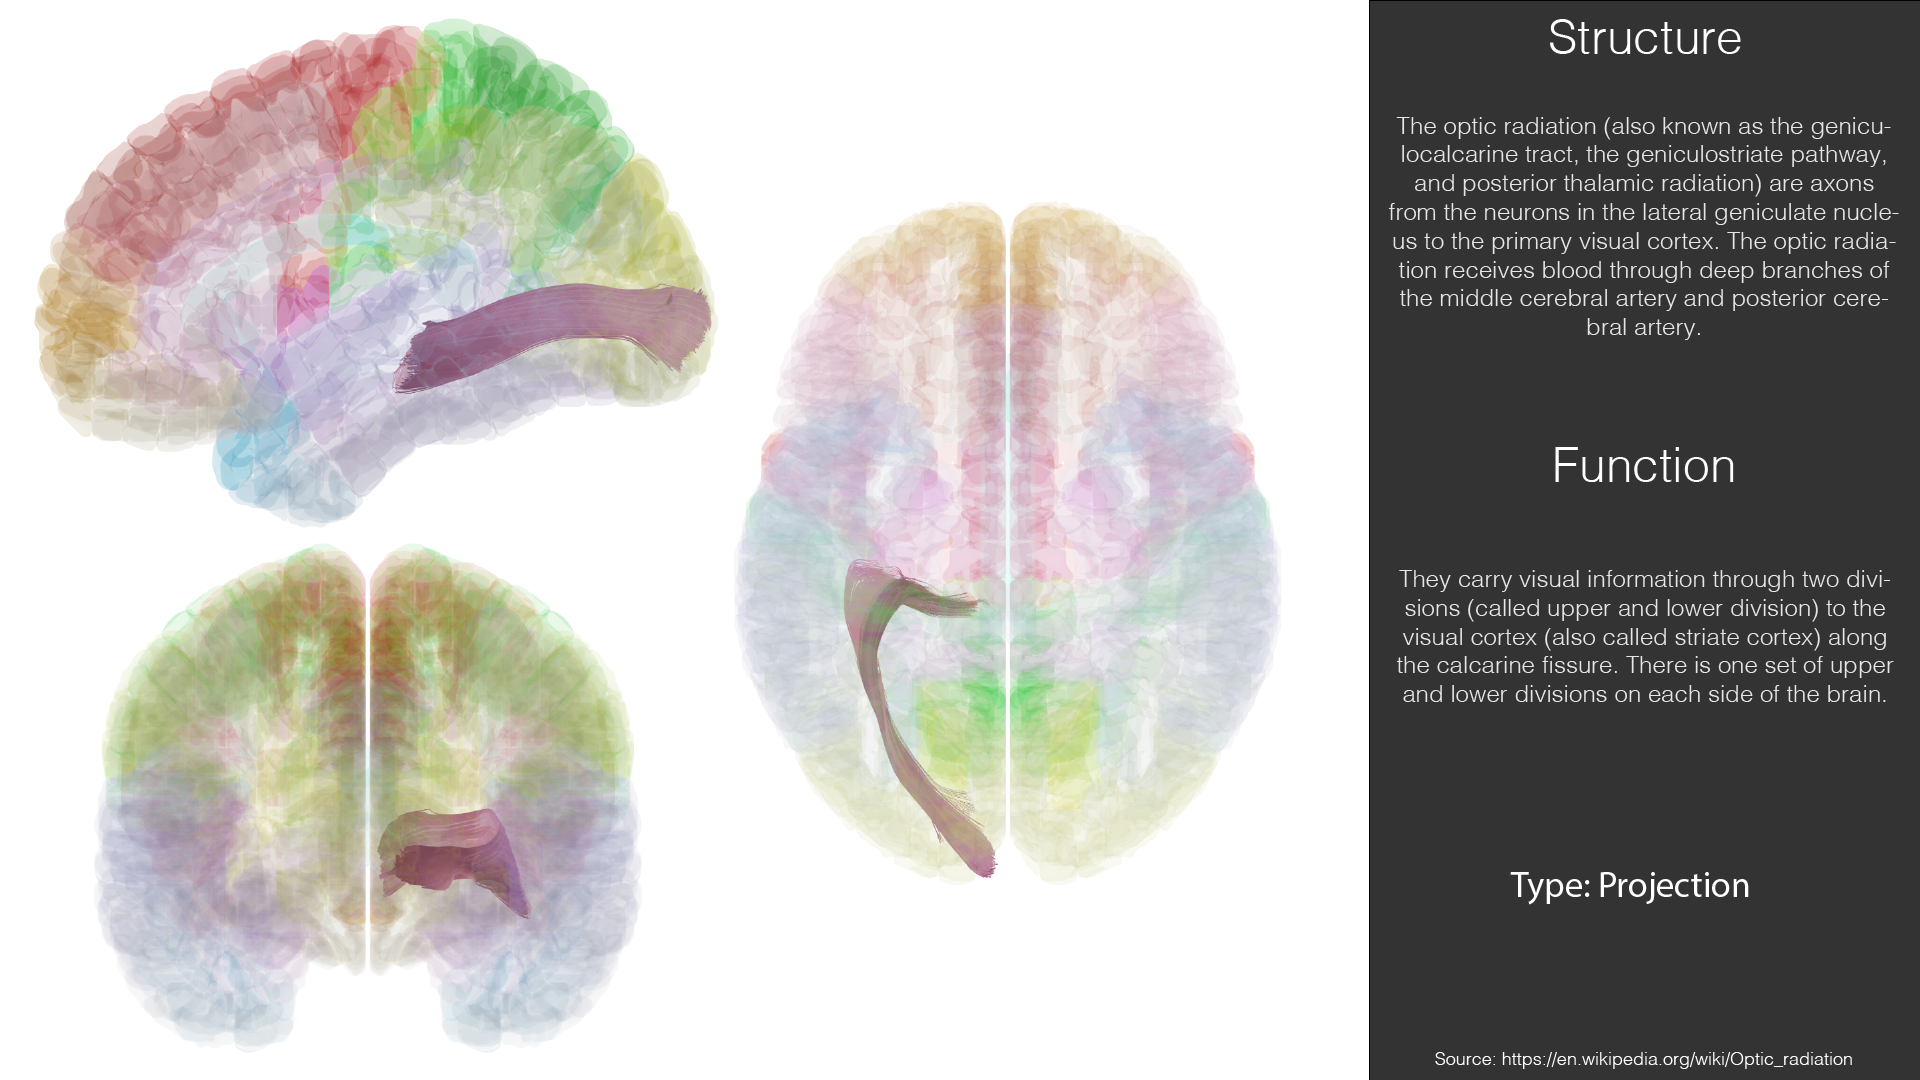 Structure
The optic radiation (also known as the genicu-
localcarine tract, the geniculostriate pathway,
and posterior thalamic radiation) are axons
from the neurons in the lateral geniculate nucle-
us to the primary visual cortex. The optic radia-
tion receives blood through deep branches of
the middle cerebral artery and posterior cere-
bral artery.
Function
They carry visual information through two divi-
sions (called upper and lower division) to the
visual cortex (also called striate cortex) along
the calcarine fissure. There is one set of upper
and lower divisions on each side of the brain.
Type: Projection
Source: https://en.wikipedia.org/wiki/Optic_radiation